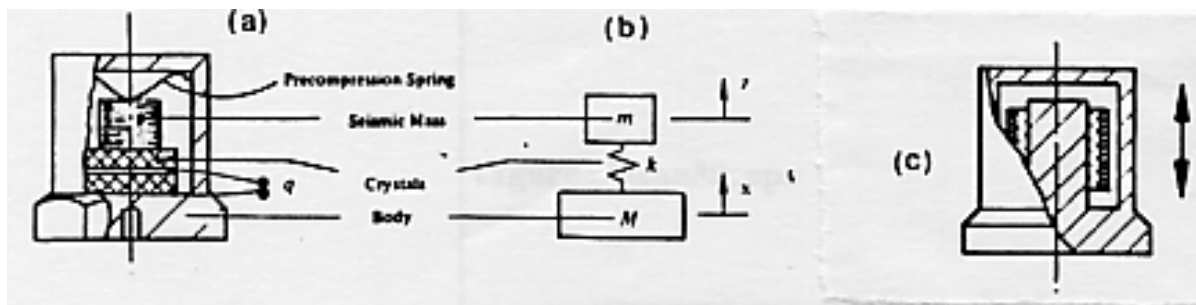 (a)
(b)
Precompression Spring
Seismic Mass
m
k
Crystals
q
x
Body
M
(c)